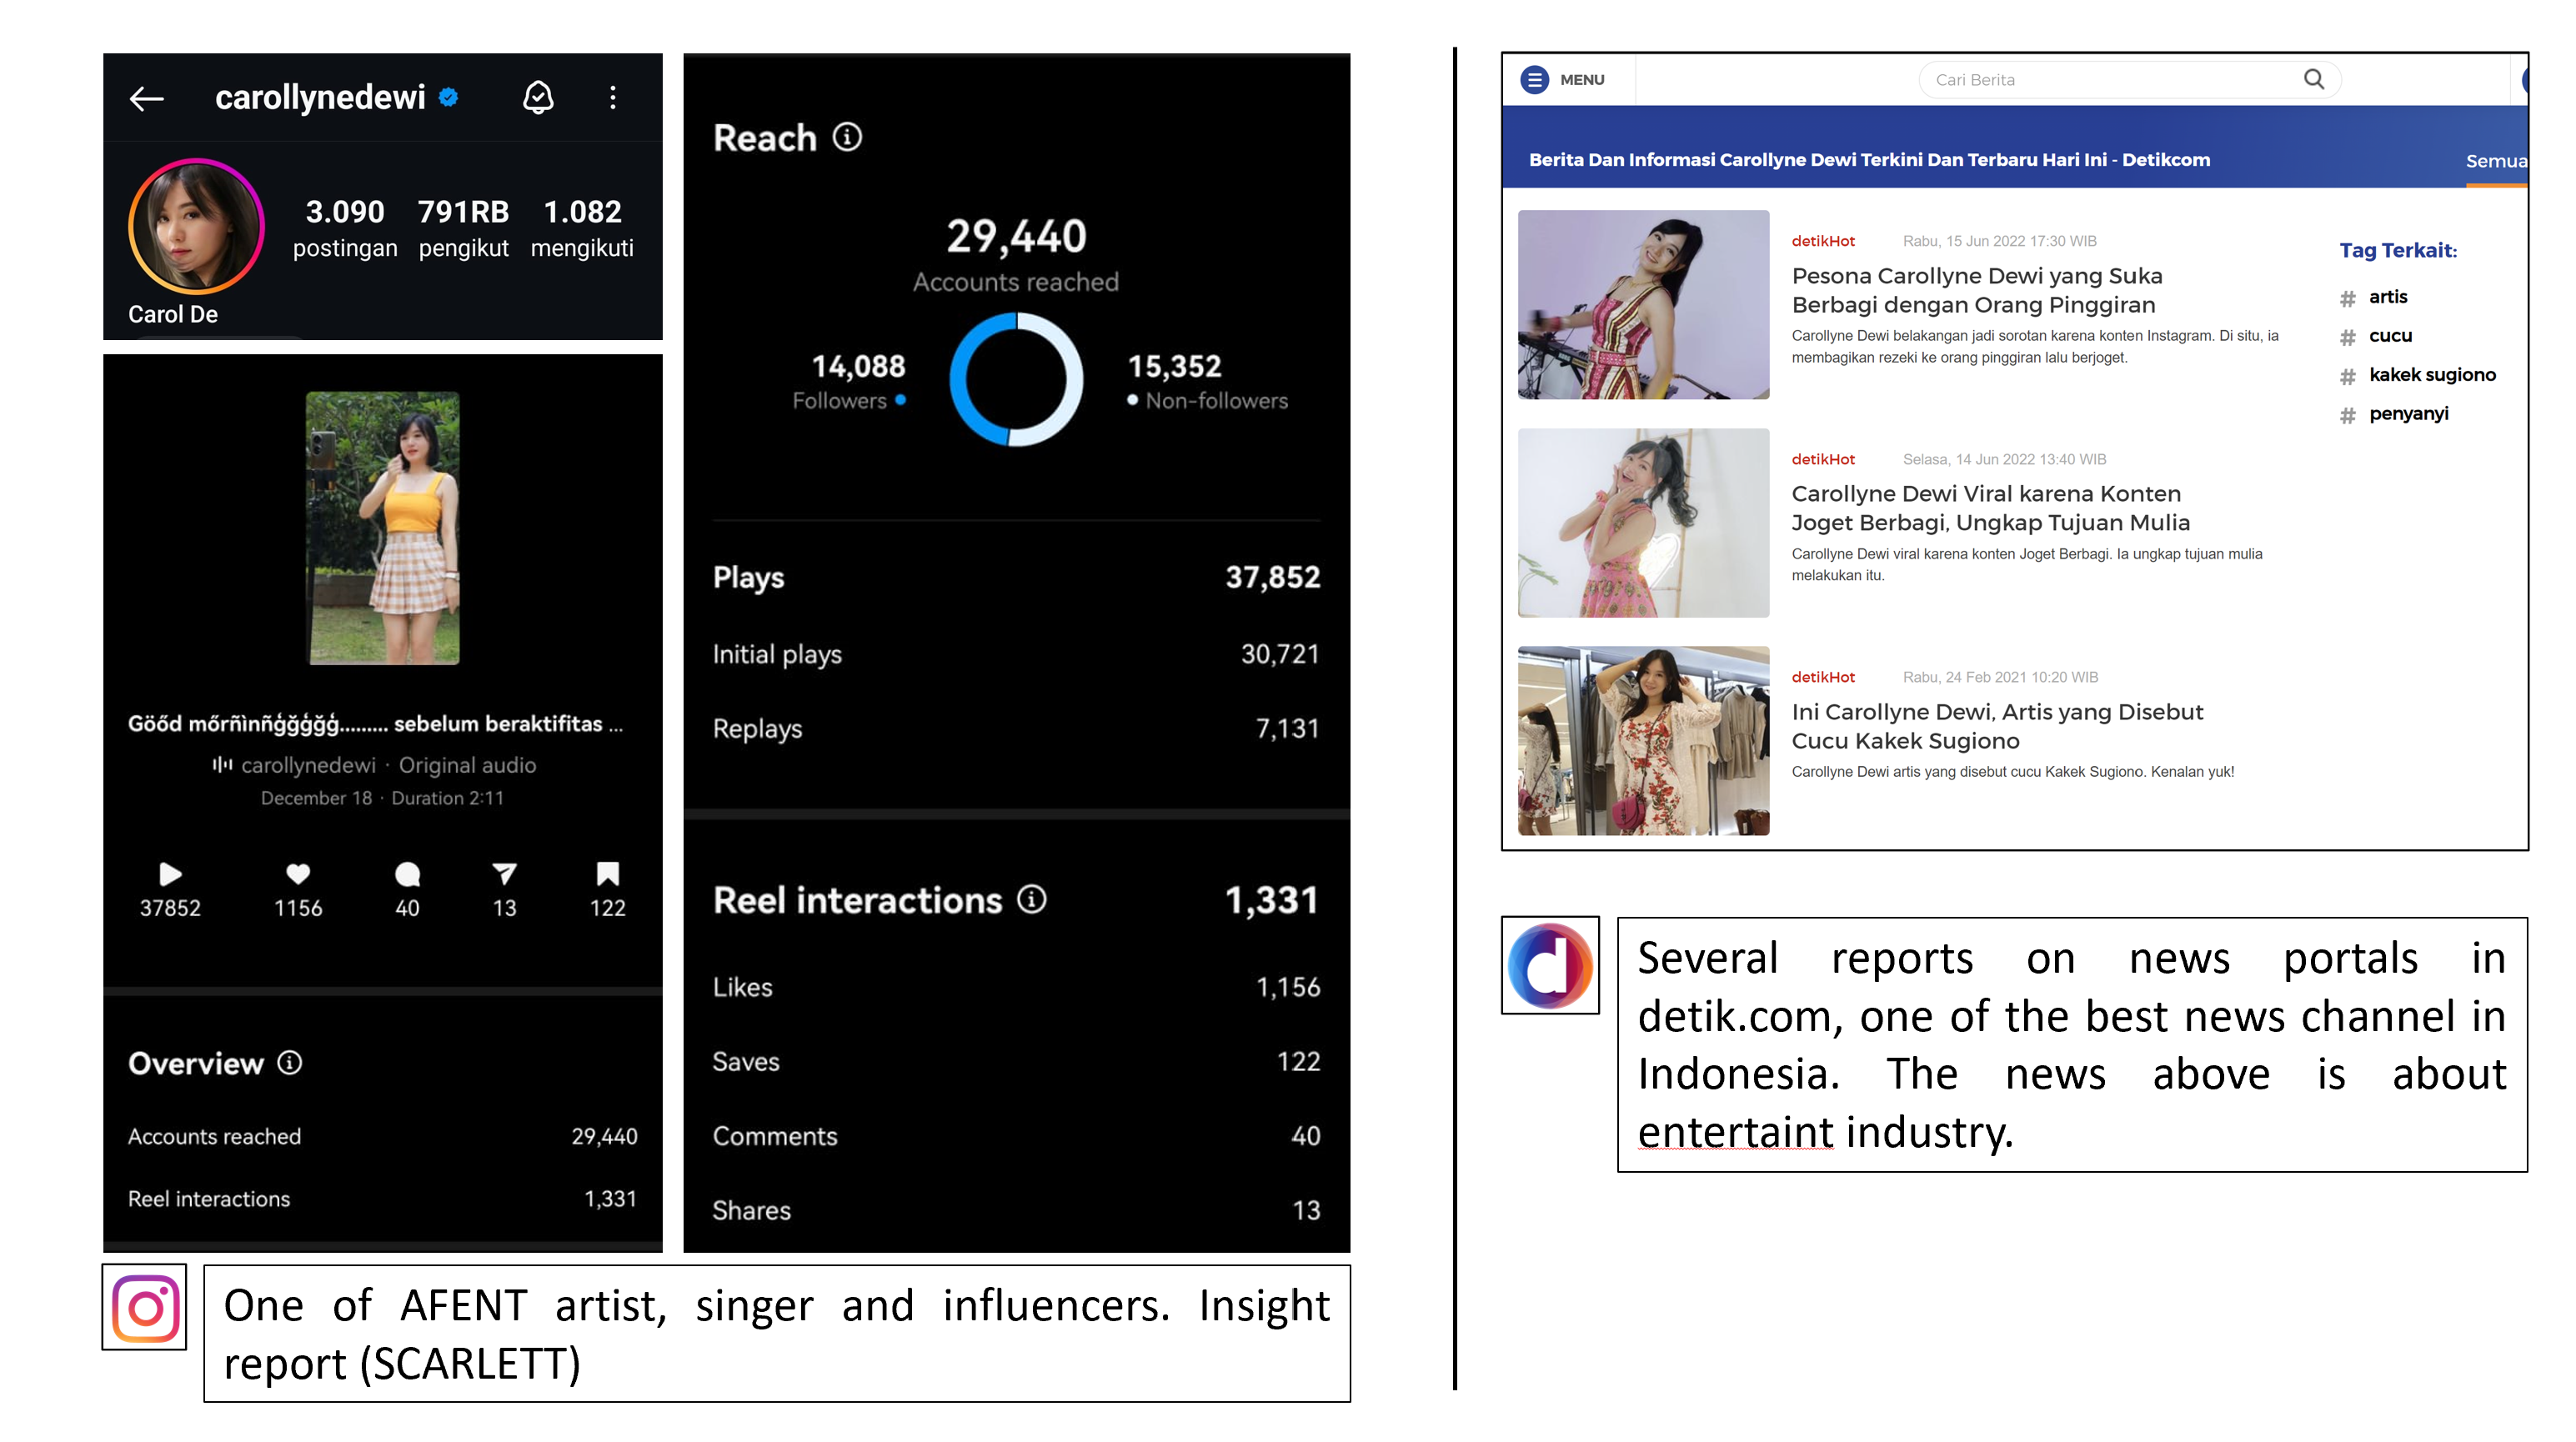 carollynedewi
3.090 791RB 1.082
postingan pengikut mengikuti
Carol De
Göőd mőrñìnñģğģğģ......... sebelum beraktifitas ...
carollynedewi · Original audio
December 18 · Duration 2:11
37852 1156 40 13 122
Overview
Accounts reached 29,440
Reel interactions 1,331
Reach
29,440
Accounts reached
14,088 15,352
Followers Non-followers
Plays 37,852
Initial plays 30,721
Replays 7,131
Reel interactions 1,331
Likes 1,156
Saves 122
Comments 40
Shares 13
One of AFENT artist, singer and influencers. Insight
report (SCARLETT)
MENU Cari Berita
Berita Dan Informasi Carollyne Dewi Terkini Dan Terbaru Hari Ini - Detikcom Semua
detikHot Rabu, 15 Jun 2022 17:30 WIB
Pesona Carollyne Dewi yang Suka
Berbagi dengan Orang Pinggiran
Carollyne Dewi belakangan jadi sorotan karena konten Instagram. Di situ, ia
membagikan rezeki ke orang pinggiran lalu berjoget.
detikHot Selasa, 14 Jun 2022 13:40 WIB
Carollyne Dewi Viral karena Konten
Joget Berbagi, Ungkap Tujuan Mulia
Carollyne Dewi viral karena konten Joget Berbagi. Ia ungkap tujuan mulia
melakukan itu.
detikHot Rabu, 24 Feb 2021 10:20 WIB
Ini Carollyne Dewi, Artis yang Disebut
Cucu Kakek Sugiono
Carollyne Dewi artis yang disebut cucu Kakek Sugiono. Kenalan yuk!
Tag Terkait:
# artis
# cucu
# kakek sugiono
# penyanyi
d
Several reports on news portals in
detik.com, one of the best news channel in
Indonesia. The news above is about
entertaint industry.